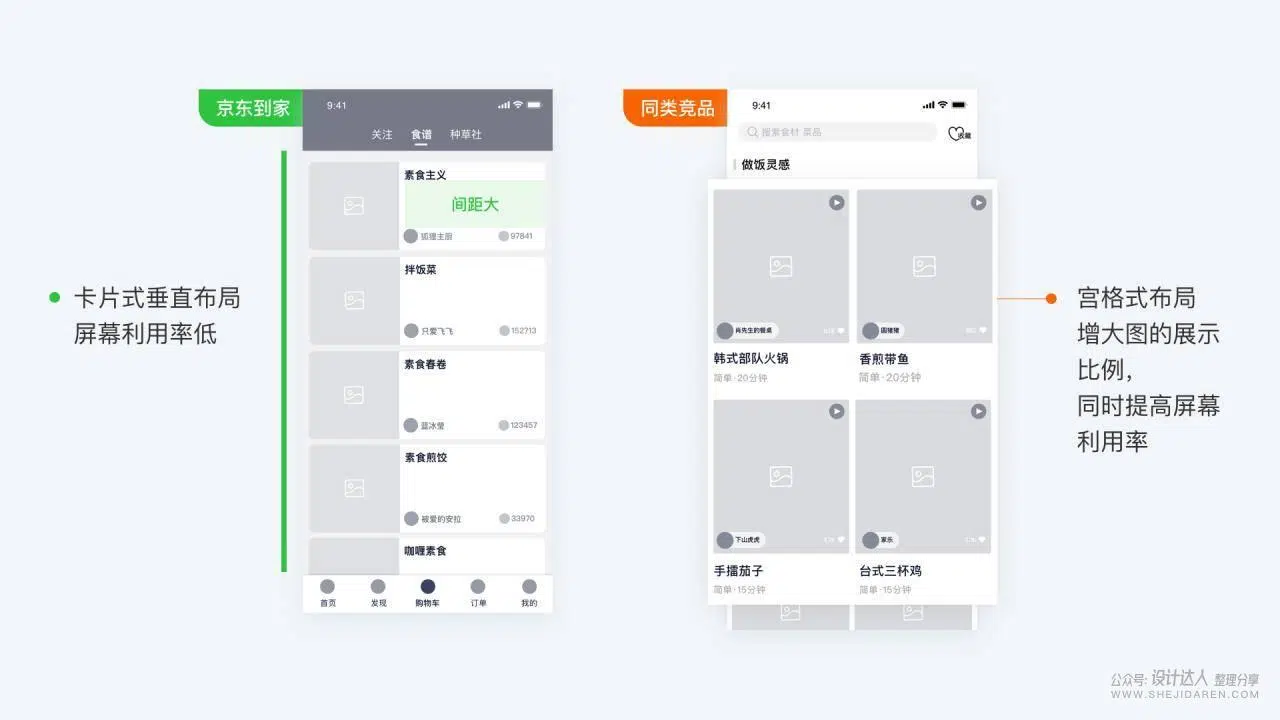 京东到家
9:41
关注 食谱 种草社
素食主义
间距大
狐狸主厨 97841
拌饭菜
只爱飞飞 152713
素食春卷
蓝冰莹 123457
素食煎饺
被爱的安拉 33970
咖喱素食
首页 发现 购物车 订单 我的
卡片式垂直布局
屏幕利用率低
同类竞品
9:41
搜素食材 菜品
收藏
做饭灵感
肖先生的餐桌
圆猪猪
韩式部队火锅
简单·20分钟
香煎带鱼
简单·20分钟
下山虎虎
家乐
手擂茄子
简单·15分钟
台式三杯鸡
简单·15分钟
宫格式布局
增大图的展示
比例，
同时提高屏幕
利用率
公众号: 设计达人 整理分享
WWW.SHEJIDAREN.COM